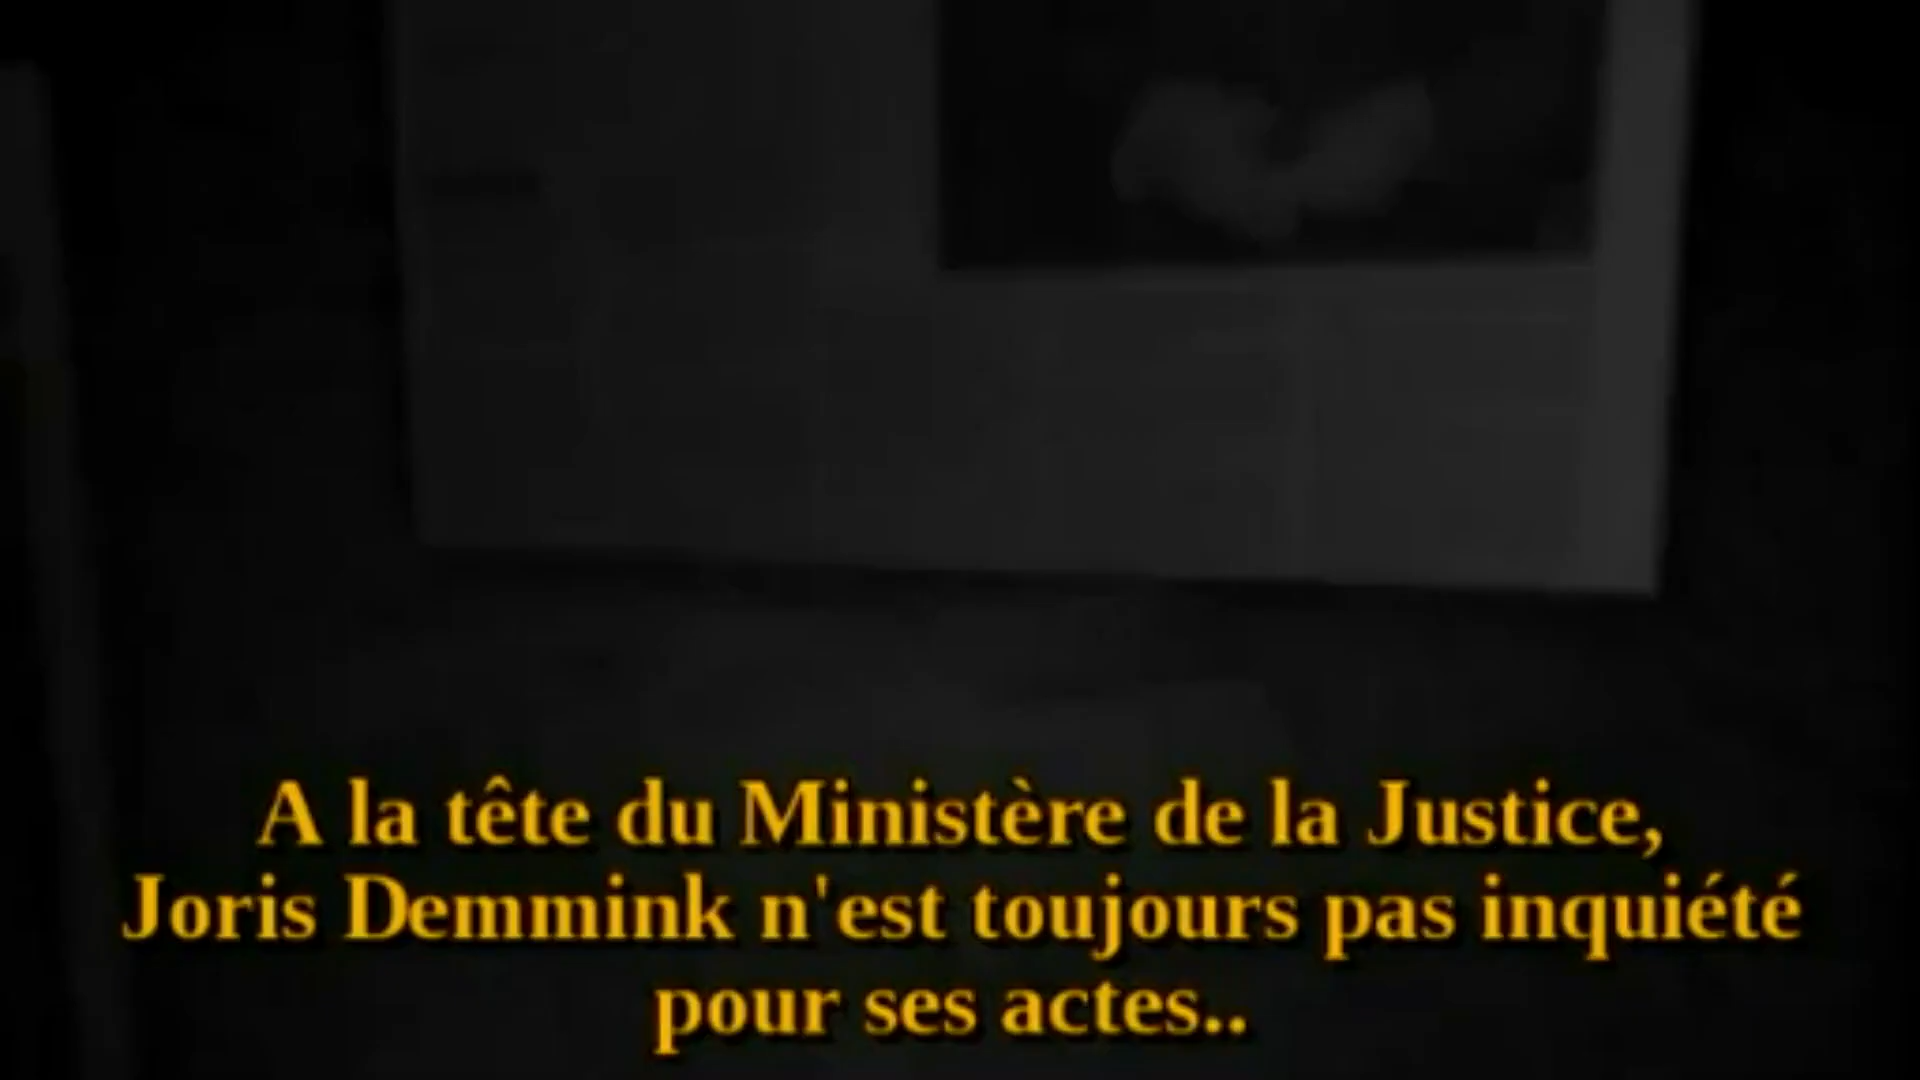 A la tête du Ministère de la Justice,
Joris Demmink n'est toujours pas inquiété
pour ses actes..